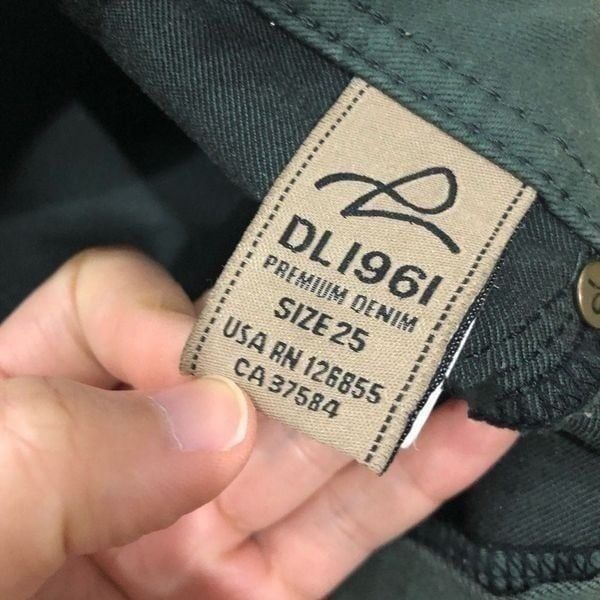 DL1961
PREMIUM DENIM
SIZE 25
USA RN 126855
CA 37584